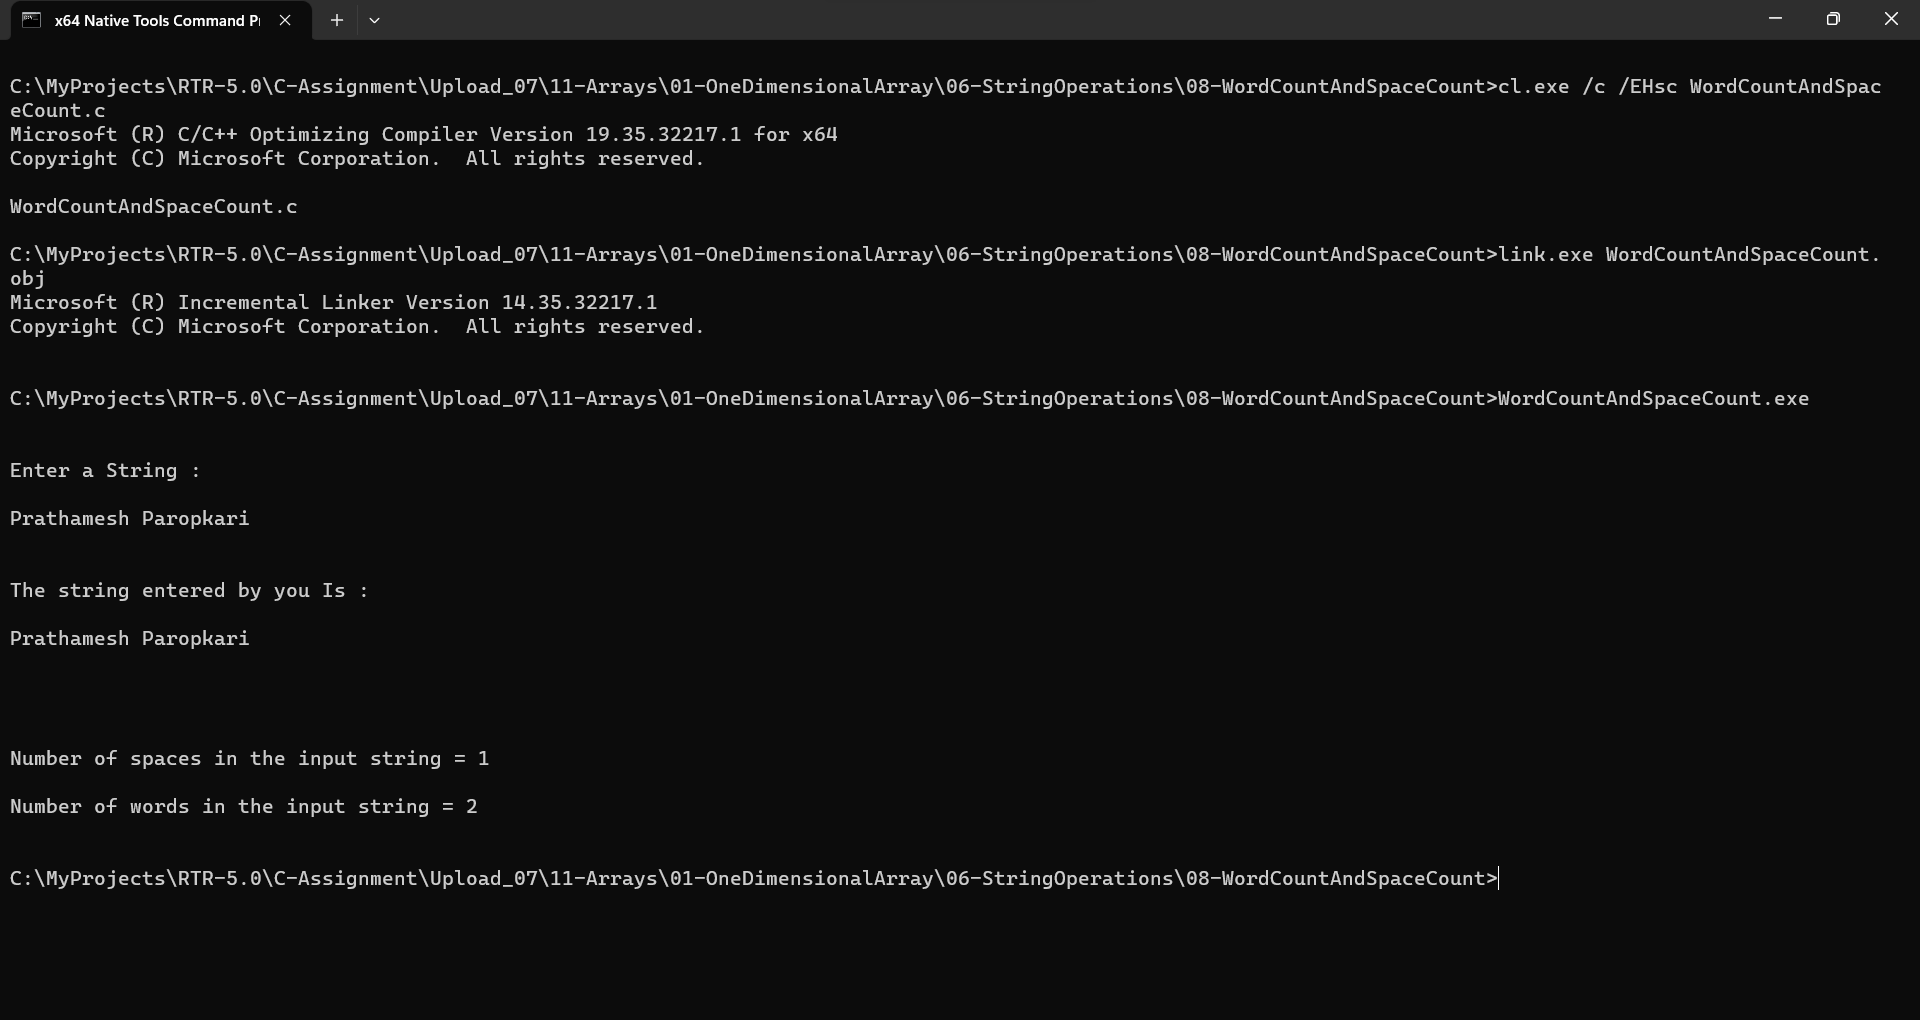 x64 Native Tools Command P
C:\MyProjects\RTR-5.0\C-Assignment\Upload_07\11-Arrays\01-OneDimensionalArray\06-StringOperations\08-WordCountAndSpaceCount>cl.exe /c /EHsc WordCountAndSpac
eCount.c
Microsoft (R) C/C++ Optimizing Compiler Version 19.35.32217.1 for x64
Copyright (C) Microsoft Corporation.  All rights reserved.
WordCountAndSpaceCount.c
C:\MyProjects\RTR-5.0\C-Assignment\Upload_07\11-Arrays\01-OneDimensionalArray\06-StringOperations\08-WordCountAndSpaceCount>link.exe WordCountAndSpaceCount.
obj
Microsoft (R) Incremental Linker Version 14.35.32217.1
Copyright (C) Microsoft Corporation.  All rights reserved.
C:\MyProjects\RTR-5.0\C-Assignment\Upload_07\11-Arrays\01-OneDimensionalArray\06-StringOperations\08-WordCountAndSpaceCount>WordCountAndSpaceCount.exe
Enter a String :
Prathamesh Paropkari
The string entered by you Is :
Prathamesh Paropkari
Number of spaces in the input string = 1
Number of words in the input string = 2
C:\MyProjects\RTR-5.0\C-Assignment\Upload_07\11-Arrays\01-OneDimensionalArray\06-StringOperations\08-WordCountAndSpaceCount>